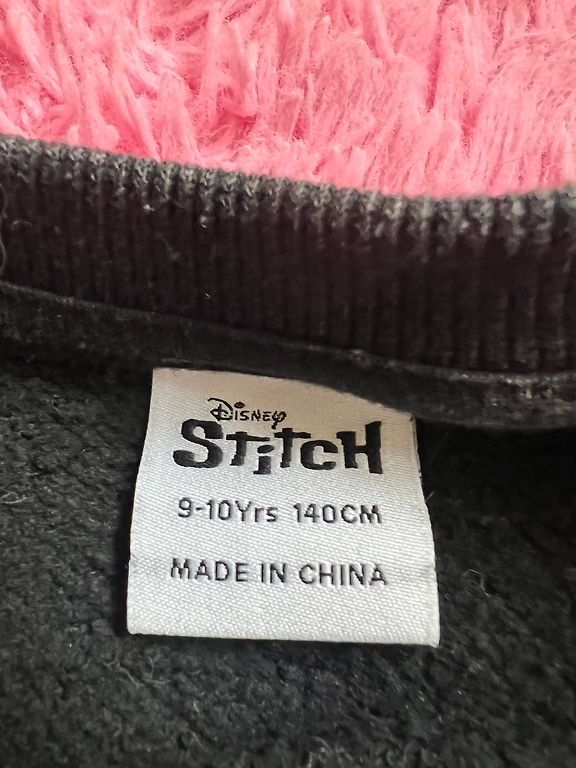 Disney
STiTCH
9-10Yrs 140CM
MADE IN CHINA